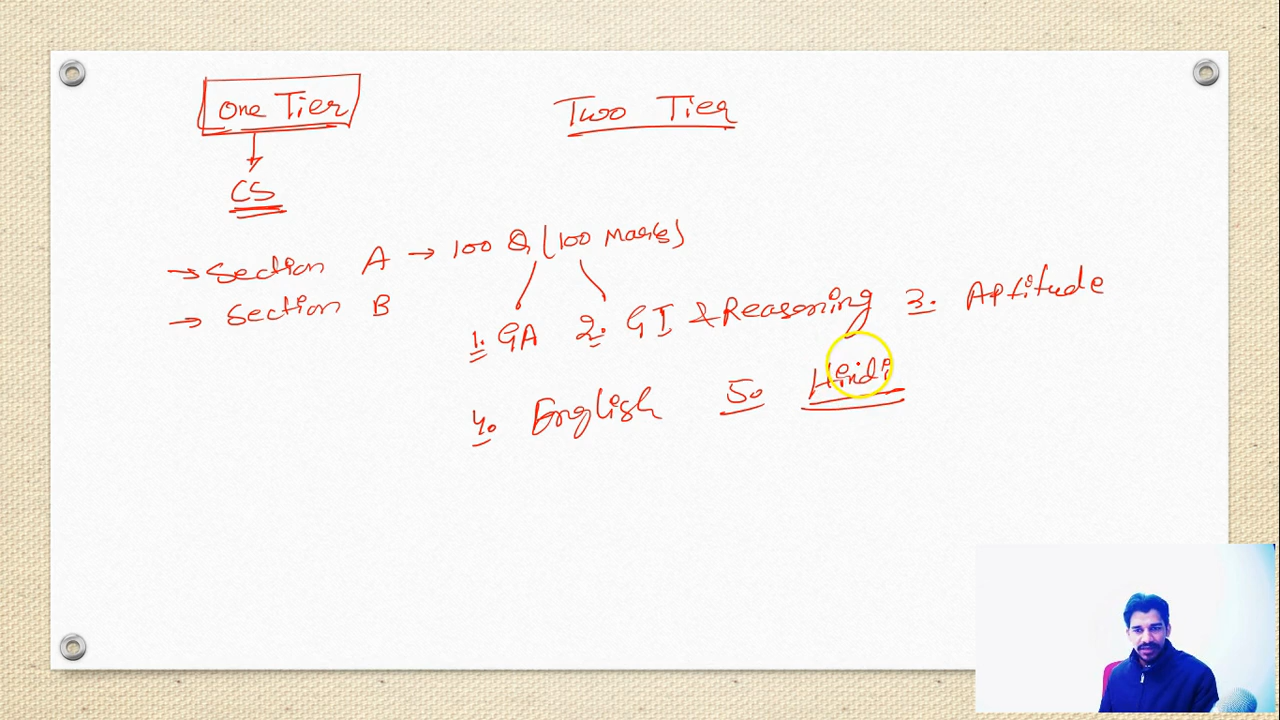 One Tier Two Tier
CS
→ Section A → 100 Q (100 Marks)
→ Section B
1. GA 2. GI & Reasoning 3. Aptitude
4. English 5. Hindi